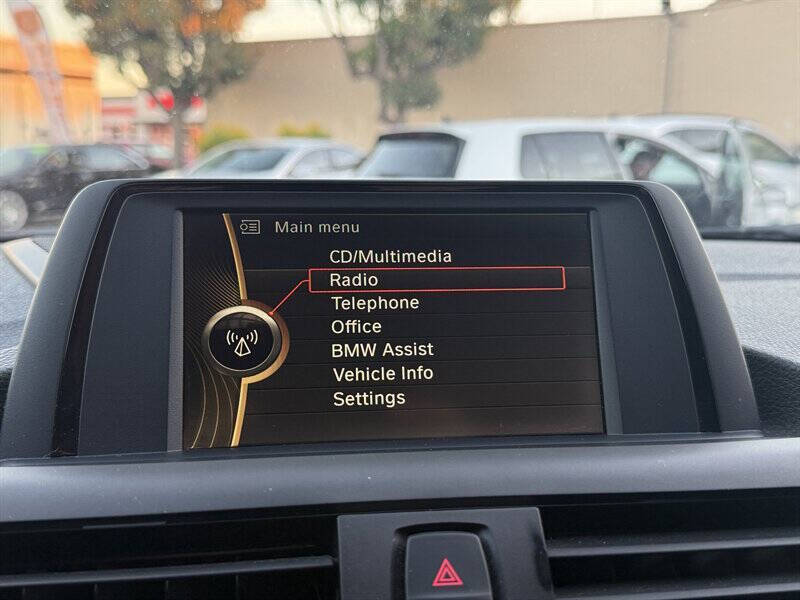 Main menu
CD/Multimedia
Radio
Telephone
Office
BMW Assist
Vehicle Info
Settings